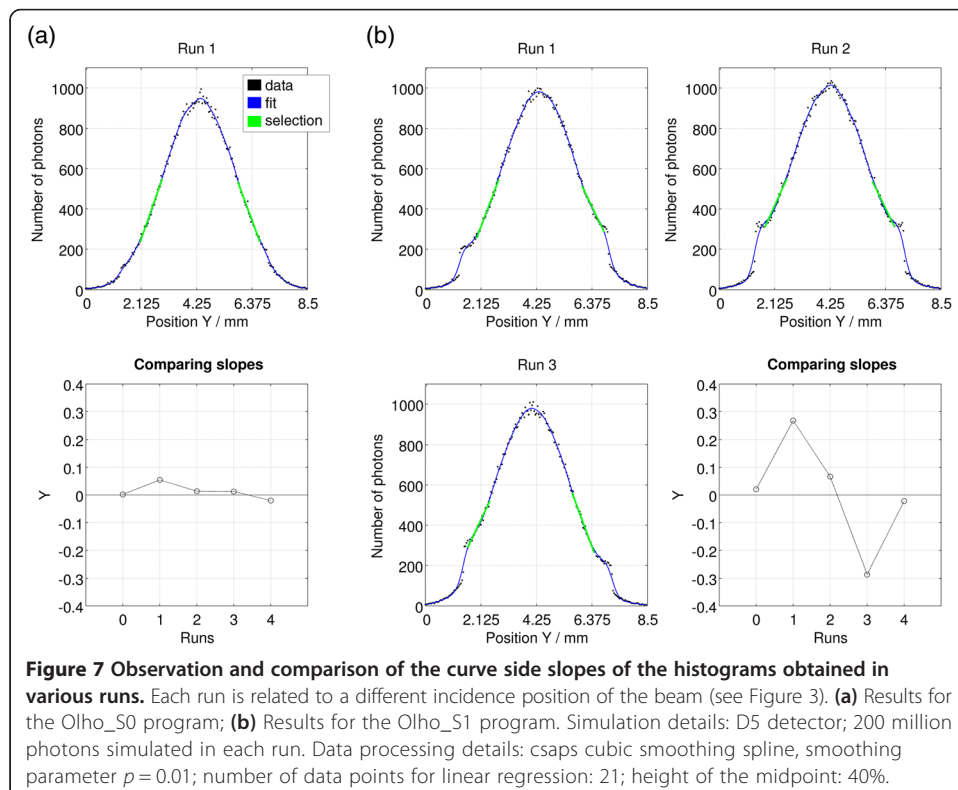 (a)
Run 1
data
fit
selection
Number of photons
1000
800
600
400
200
0
0 2.125 4.25 6.375 8.5
Position Y / mm
(b)
Run 1
Number of photons
1000
800
600
400
200
0
0 2.125 4.25 6.375 8.5
Position Y / mm
Run 2
Number of photons
1000
800
600
400
200
0
0 2.125 4.25 6.375 8.5
Position Y / mm
Comparing slopes
Y
0.4
0.3
0.2
0.1
0
-0.1
-0.2
-0.3
-0.4
0 1 2 3 4
Runs
Run 3
Number of photons
1000
800
600
400
200
0
0 2.125 4.25 6.375 8.5
Position Y / mm
Comparing slopes
Y
0.4
0.3
0.2
0.1
0
-0.1
-0.2
-0.3
-0.4
0 1 2 3 4
Runs
Figure 7 Observation and comparison of the curve side slopes of the histograms obtained in
various runs. Each run is related to a different incidence position of the beam (see Figure 3). (a) Results for
the Olho_S0 program; (b) Results for the Olho_S1 program. Simulation details: D5 detector; 200 million
photons simulated in each run. Data processing details: csaps cubic smoothing spline, smoothing
parameter p = 0.01; number of data points for linear regression: 21; height of the midpoint: 40%.